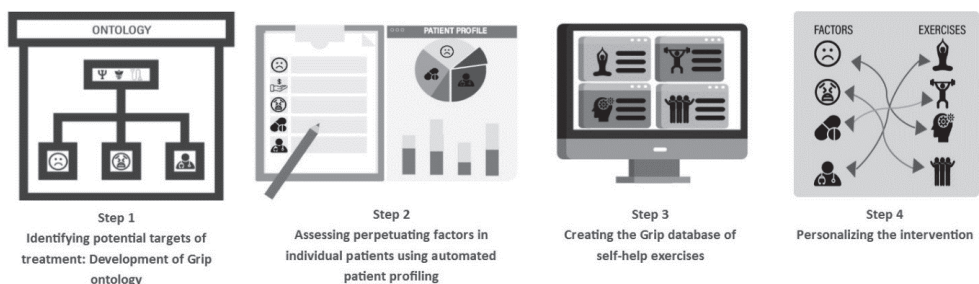 ONTOLOGY
Step 1
Identifying potential targets of
treatment: Development of Grip
ontology
PATIENT PROFILE
Step 2
Assessing perpetuating factors in
individual patients using automated
patient profiling
Step 3
Creating the Grip database of
self-help exercises
FACTORS
EXERCISES
Step 4
Personalizing the intervention